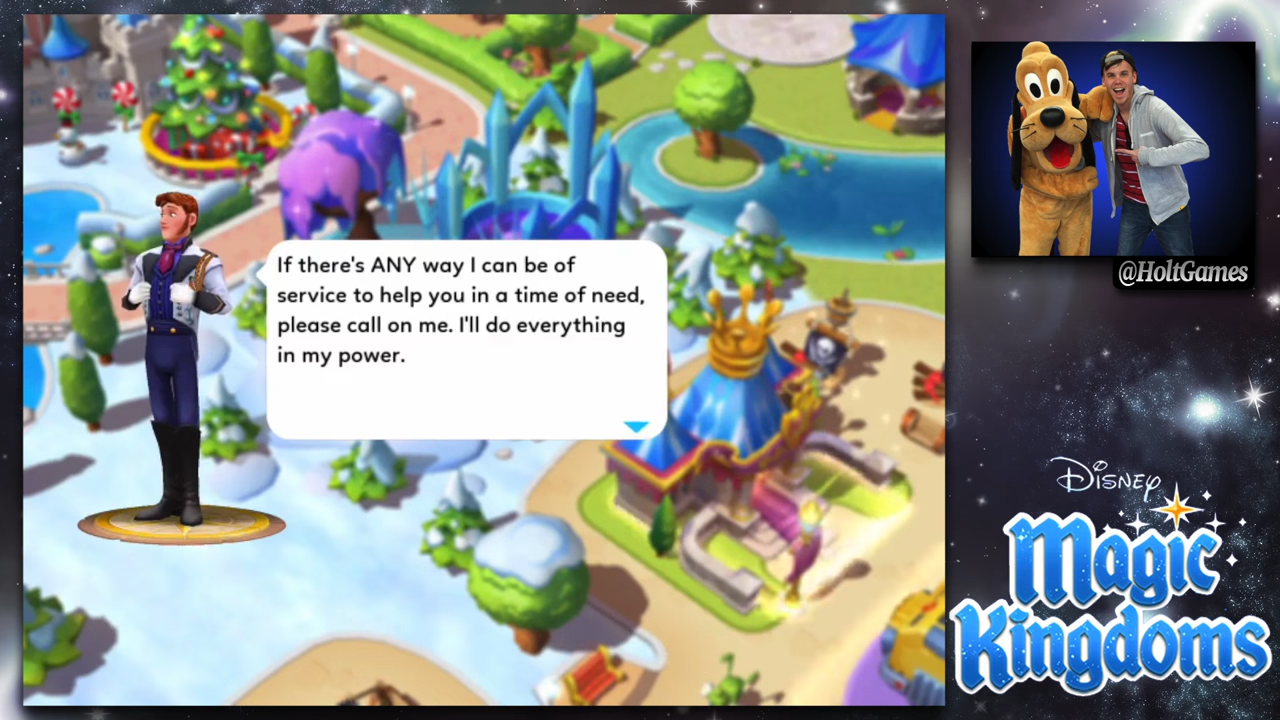 If there's ANY way I can be of
service to help you in a time of need,
please call on me. I'll do everything
in my power.
@HoltGames
Disney
Magic
Kingdoms